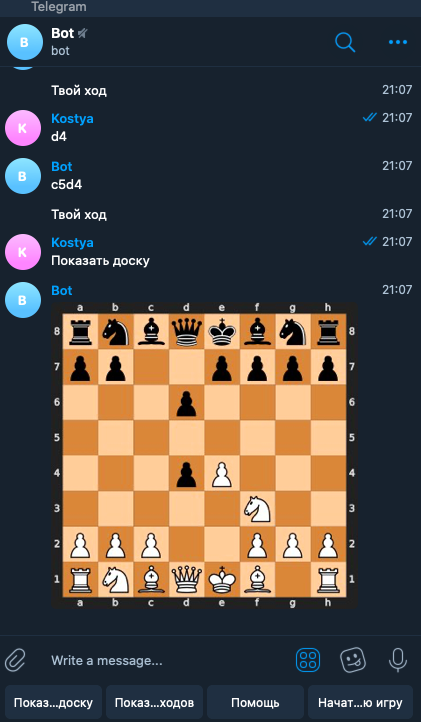 Telegram
B
Bot
bot
Твой ход 21:07
K
Kostya 21:07
d4
B
Bot 21:07
c5d4
Твой ход 21:07
K
Kostya 21:07
Показать доску
B
Bot 21:07
a b c d e f g h
8 8
7 7
6 6
5 5
4 4
3 3
2 2
1 1
a b c d e f g h
Write a message...
Показ...доску Показ...ходов Помощь Начат...ю игру